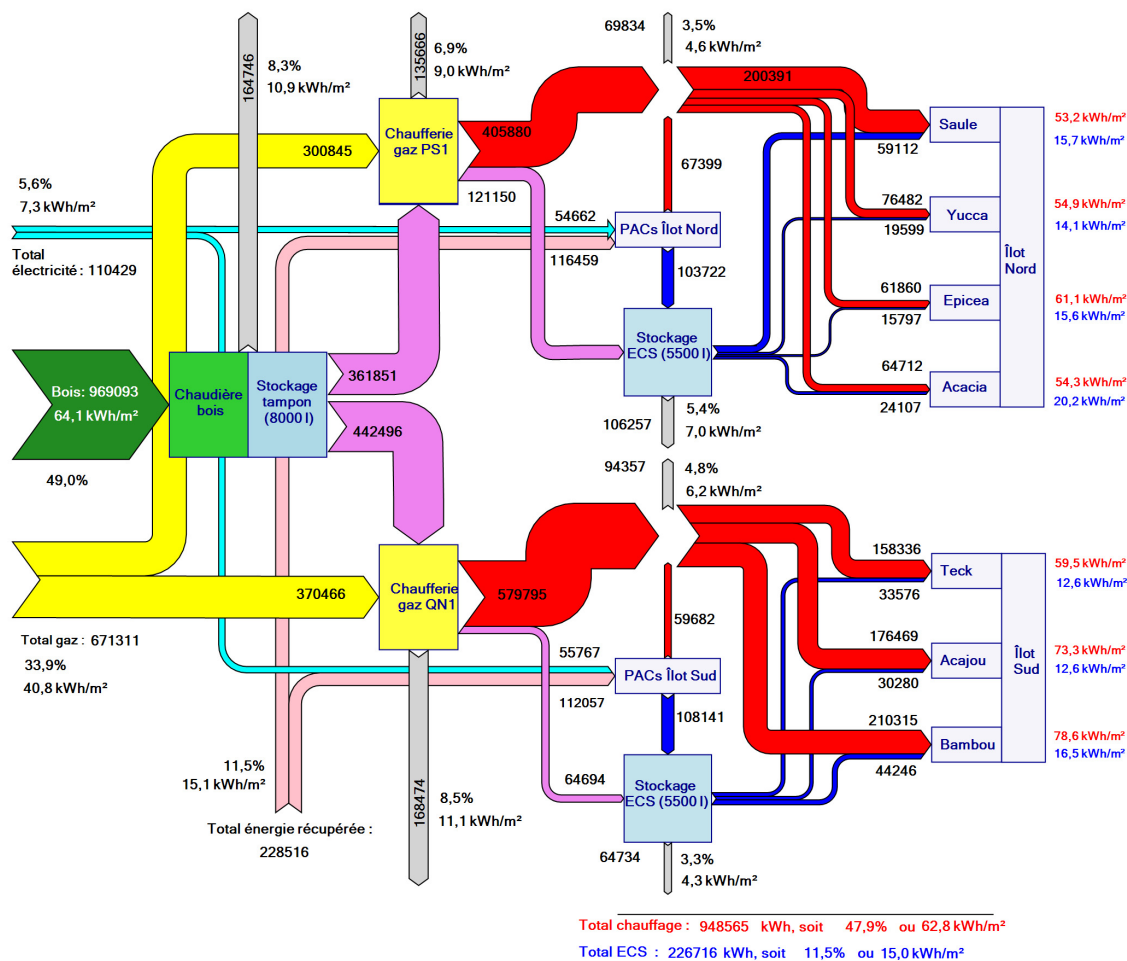 69834
3,5%
4,6 kWh/m²
164746
8,3%
10,9 kWh/m²
135666
6,9%
9,0 kWh/m²
200391
Chaufferie
gaz PS1
405880
300845
121150
Saule
59112
53,2 kWh/m²
15,7 kWh/m²
67399
5,6%
7,3 kWh/m²
Total
électricité : 110429
54662
116459
PACs Îlot Nord
103722
76482
19599
Yucca
54,9 kWh/m²
14,1 kWh/m²
Îlot
Nord
61860
15797
Epicea
61,1 kWh/m²
15,6 kWh/m²
Stockage
ECS (5500 l)
Bois: 969093
64,1 kWh/m²
49,0%
Chaudière
bois
Stockage
tampon
(8000 l)
361851
442496
64712
24107
Acacia
54,3 kWh/m²
20,2 kWh/m²
106257
5,4%
7,0 kWh/m²
94357
4,8%
6,2 kWh/m²
370466
Chaufferie
gaz QN1
579795
158336
33576
Teck
59,5 kWh/m²
12,6 kWh/m²
59682
Total gaz : 671311
33,9%
40,8 kWh/m²
55767
112057
PACs Îlot Sud
108141
176469
30280
Acajou
73,3 kWh/m²
12,6 kWh/m²
Îlot
Sud
210315
44246
Bambou
78,6 kWh/m²
16,5 kWh/m²
11,5%
15,1 kWh/m²
64694
Stockage
ECS (5500 l)
168474
8,5%
11,1 kWh/m²
Total énergie récupérée :
228516
64734
3,3%
4,3 kWh/m²
Total chauffage : 948565 kWh, soit 47,9% ou 62,8 kWh/m²
Total ECS : 226716 kWh, soit 11,5% ou 15,0 kWh/m²